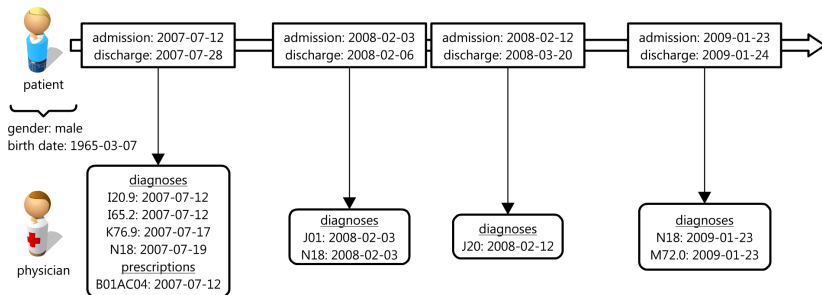 admission: 2007-07-12
discharge: 2007-07-28
admission: 2008-02-03
discharge: 2008-02-06
admission: 2008-02-12
discharge: 2008-03-20
admission: 2009-01-23
discharge: 2009-01-24
patient
gender: male
birth date: 1965-03-07
diagnoses
I20.9: 2007-07-12
I65.2: 2007-07-12
K76.9: 2007-07-17
N18: 2007-07-19
prescriptions
B01AC04: 2007-07-12
diagnoses
J01: 2008-02-03
N18: 2008-02-03
diagnoses
J20: 2008-02-12
diagnoses
N18: 2009-01-23
M72.0: 2009-01-23
physician